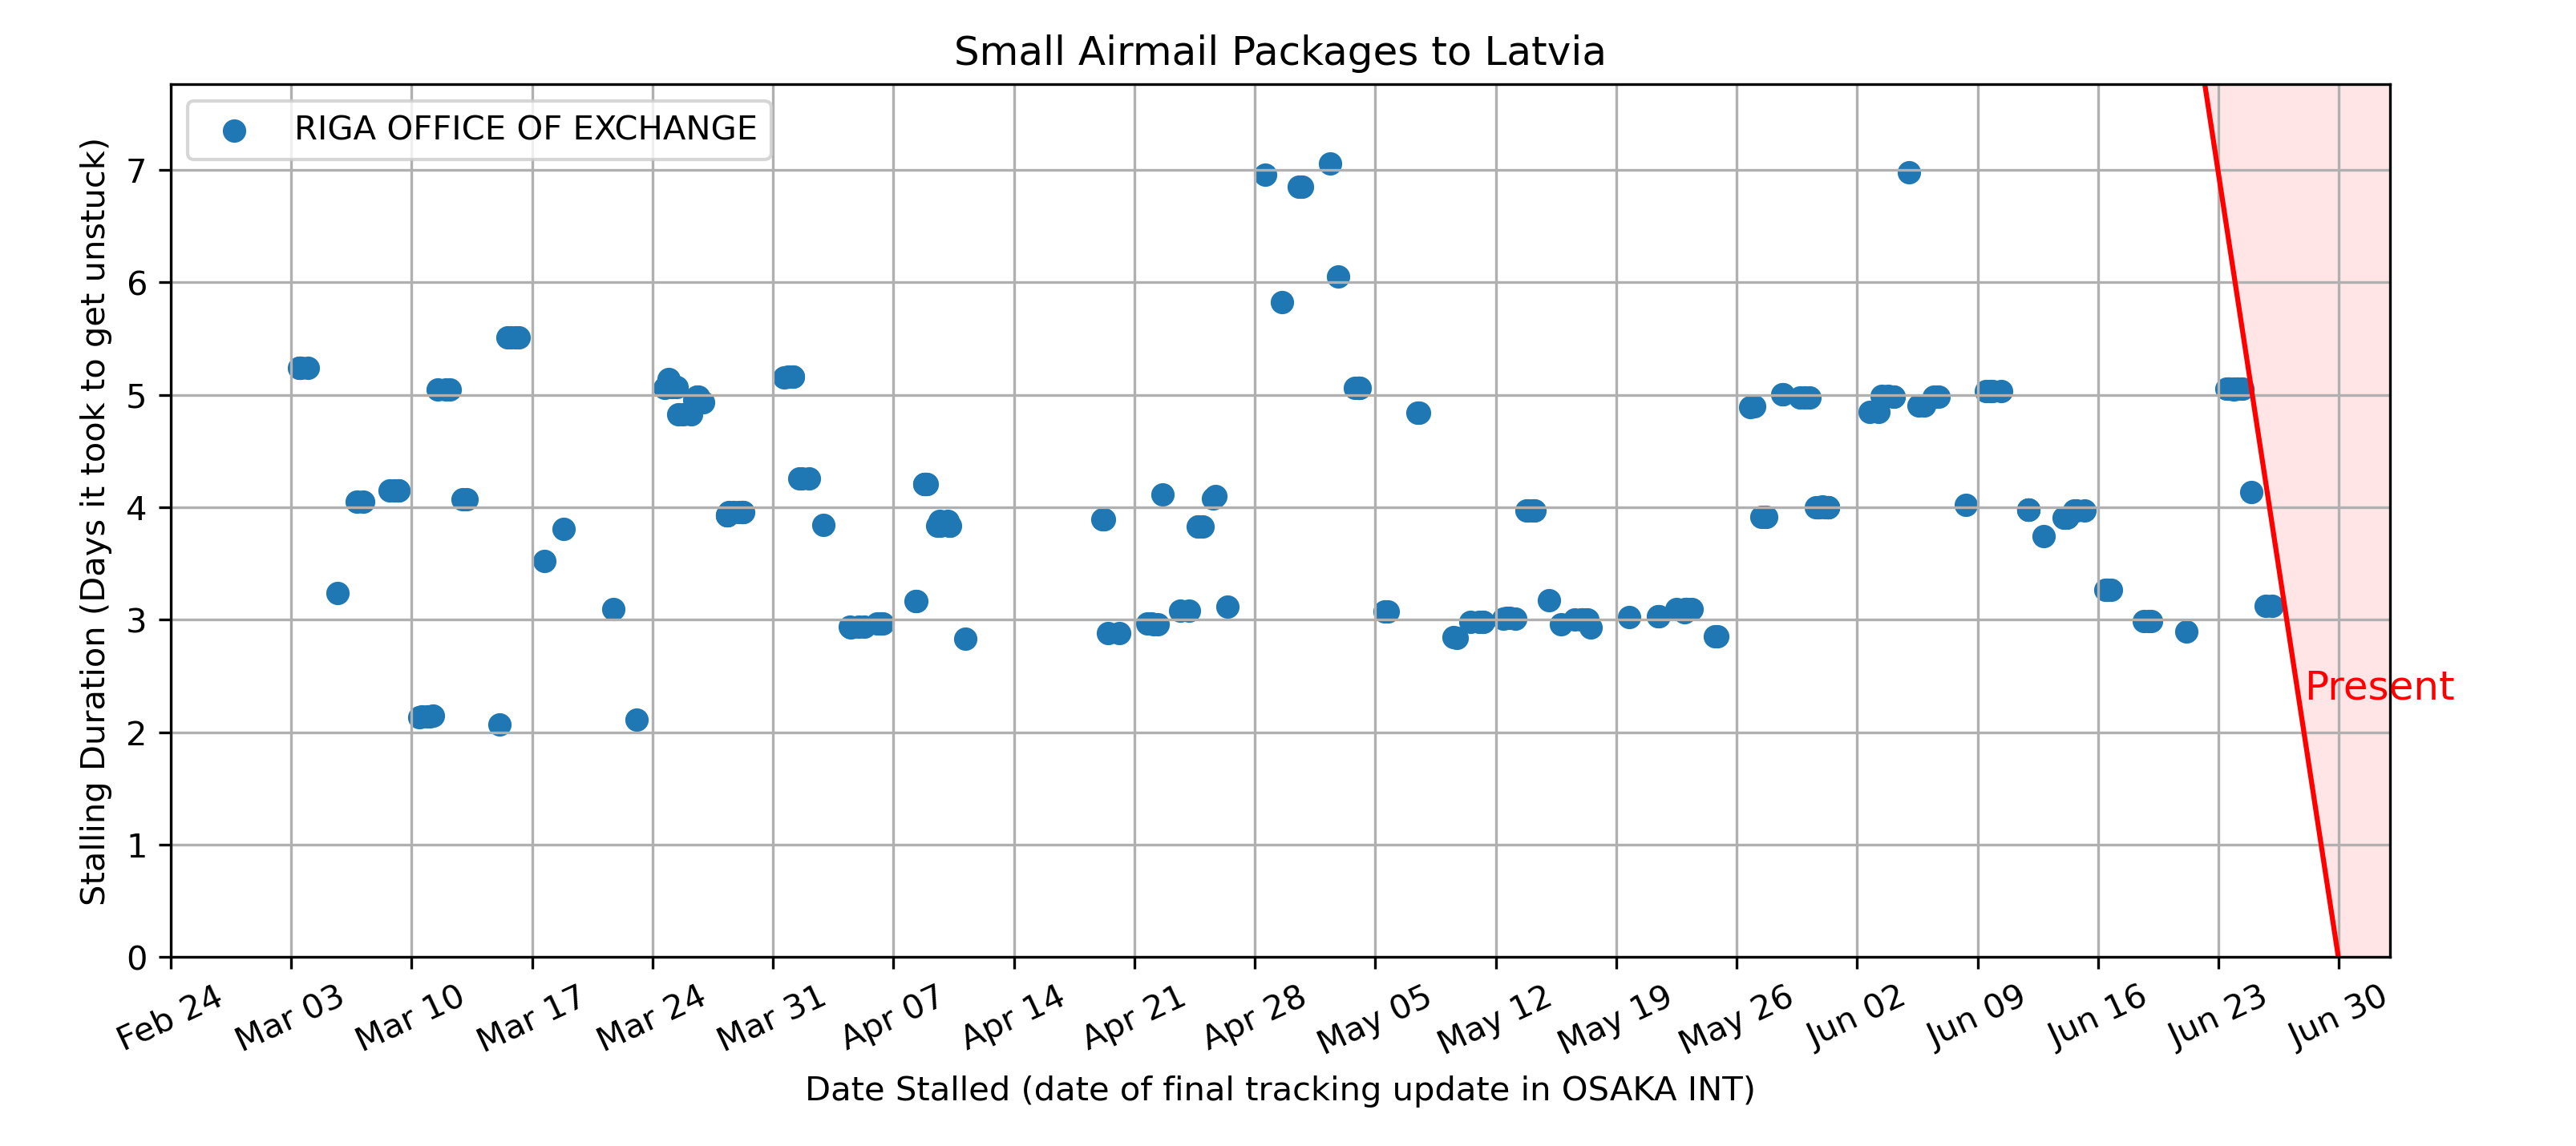 Small Airmail Packages to Latvia
RIGA OFFICE OF EXCHANGE
Stalling Duration (Days it took to get unstuck)
7
6
5
4
3
2
1
0
Present
Feb 24
Mar 03
Mar 10
Mar 17
Mar 24
Mar 31
Apr 07
Apr 14
Apr 21
Apr 28
May 05
May 12
May 19
May 26
Jun 02
Jun 09
Jun 16
Jun 23
Jun 30
Date Stalled (date of final tracking update in OSAKA INT)